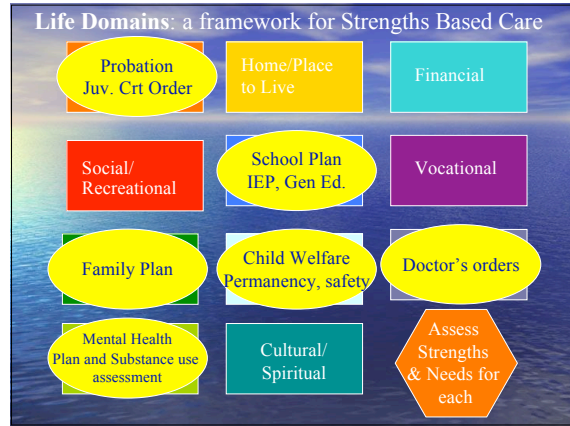 Life Domains: a framework for Strengths Based Care
Probation
Juv. Crt Order
Home/Place
to Live
Financial
Social/
Recreational
School Plan
IEP, Gen Ed.
Vocational
Family Plan
Child Welfare
Permanency, safety
Doctor’s orders
Mental Health
Plan and Substance use
assessment
Cultural/
Spiritual
Assess
Strengths
& Needs for
each